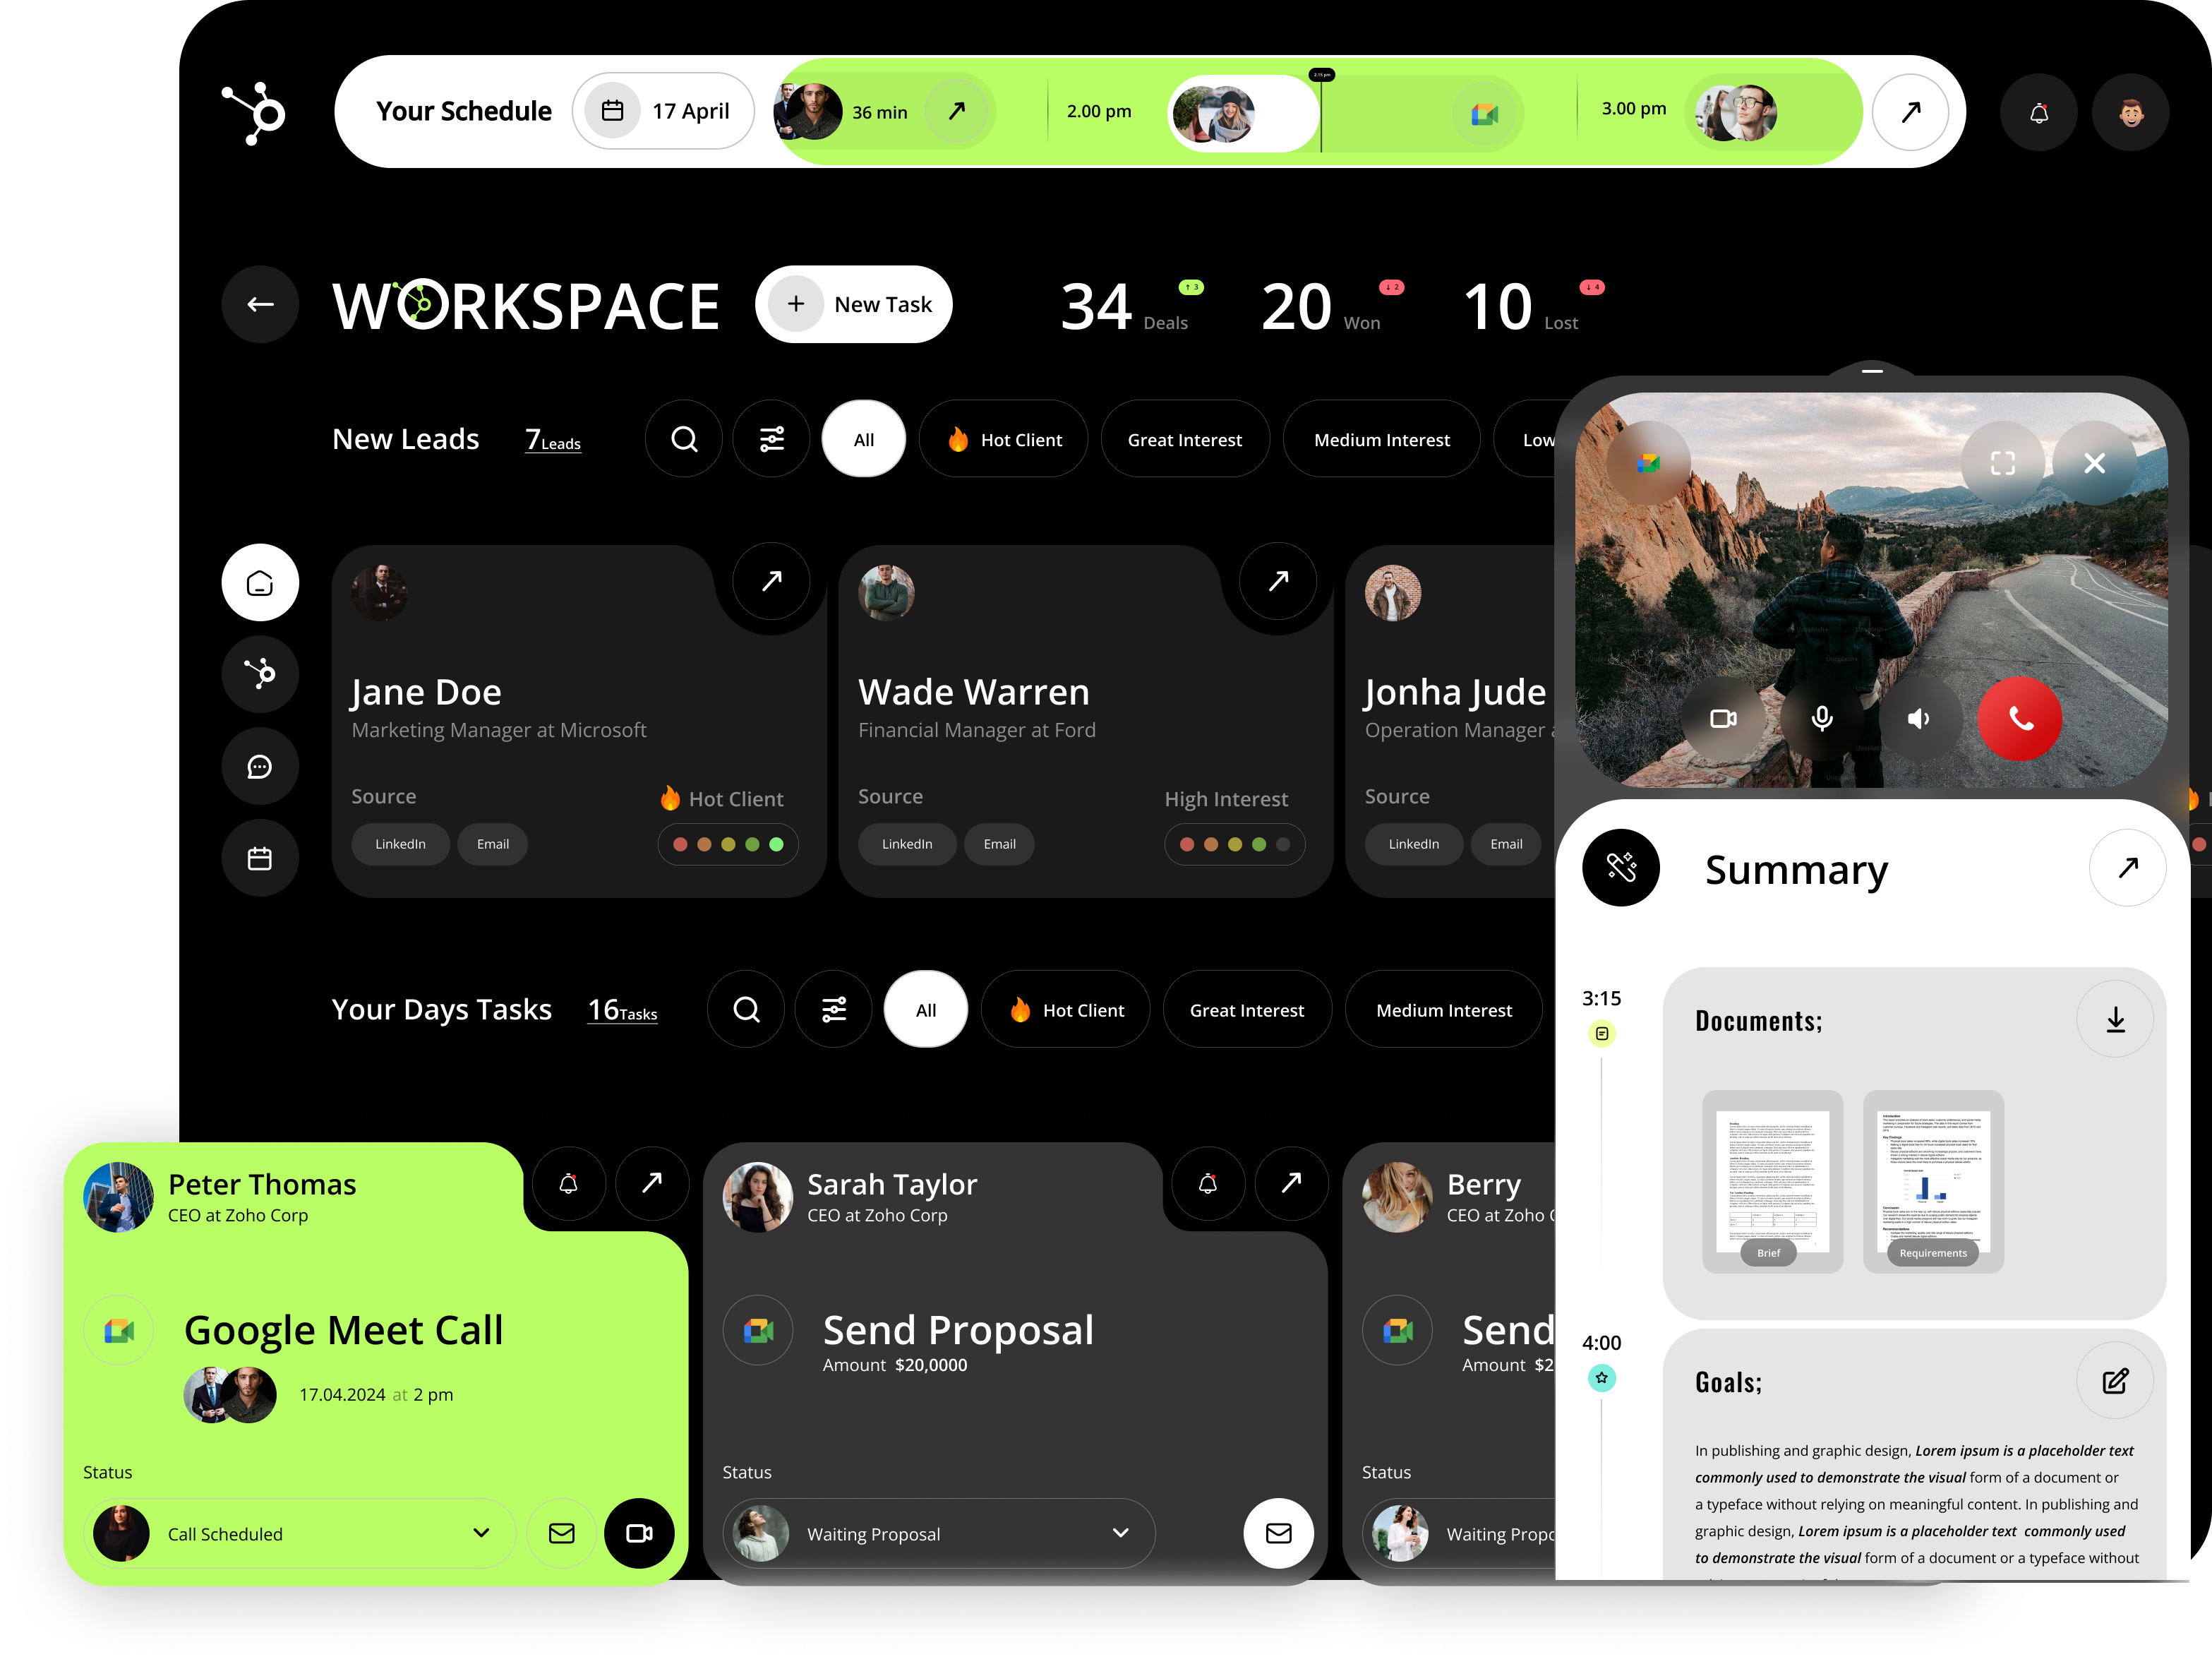 Your Schedule
17 April
36 min
2.00 pm
2.15 pm
3.00 pm
WORKSPACE
New Task
34 Deals ↑ 3
20 Won ↓ 2
10 Lost ↓ 4
New Leads
7 Leads
All
Hot Client
Great Interest
Medium Interest
Low
Jane Doe
Marketing Manager at Microsoft
Source
Hot Client
LinkedIn
Email
Wade Warren
Financial Manager at Ford
Source
High Interest
LinkedIn
Email
Jonha Jude
Operation Manager
Source
LinkedIn
Email
Your Days Tasks
16 Tasks
All
Hot Client
Great Interest
Medium Interest
Peter Thomas
CEO at Zoho Corp
Google Meet Call
17.04.2024 at 2 pm
Status
Call Scheduled
Sarah Taylor
CEO at Zoho Corp
Send Proposal
Amount $20,0000
Status
Waiting Proposal
Berry
CEO at Zoho C
Send
Amount $2
Status
Waiting Propo
Summary
3:15
Documents;
Brief
Requirements
4:00
Goals;
In publishing and graphic design, Lorem ipsum is a placeholder text
commonly used to demonstrate the visual form of a document or
a typeface without relying on meaningful content. In publishing and
graphic design, Lorem ipsum is a placeholder text commonly used
to demonstrate the visual form of a document or a typeface without